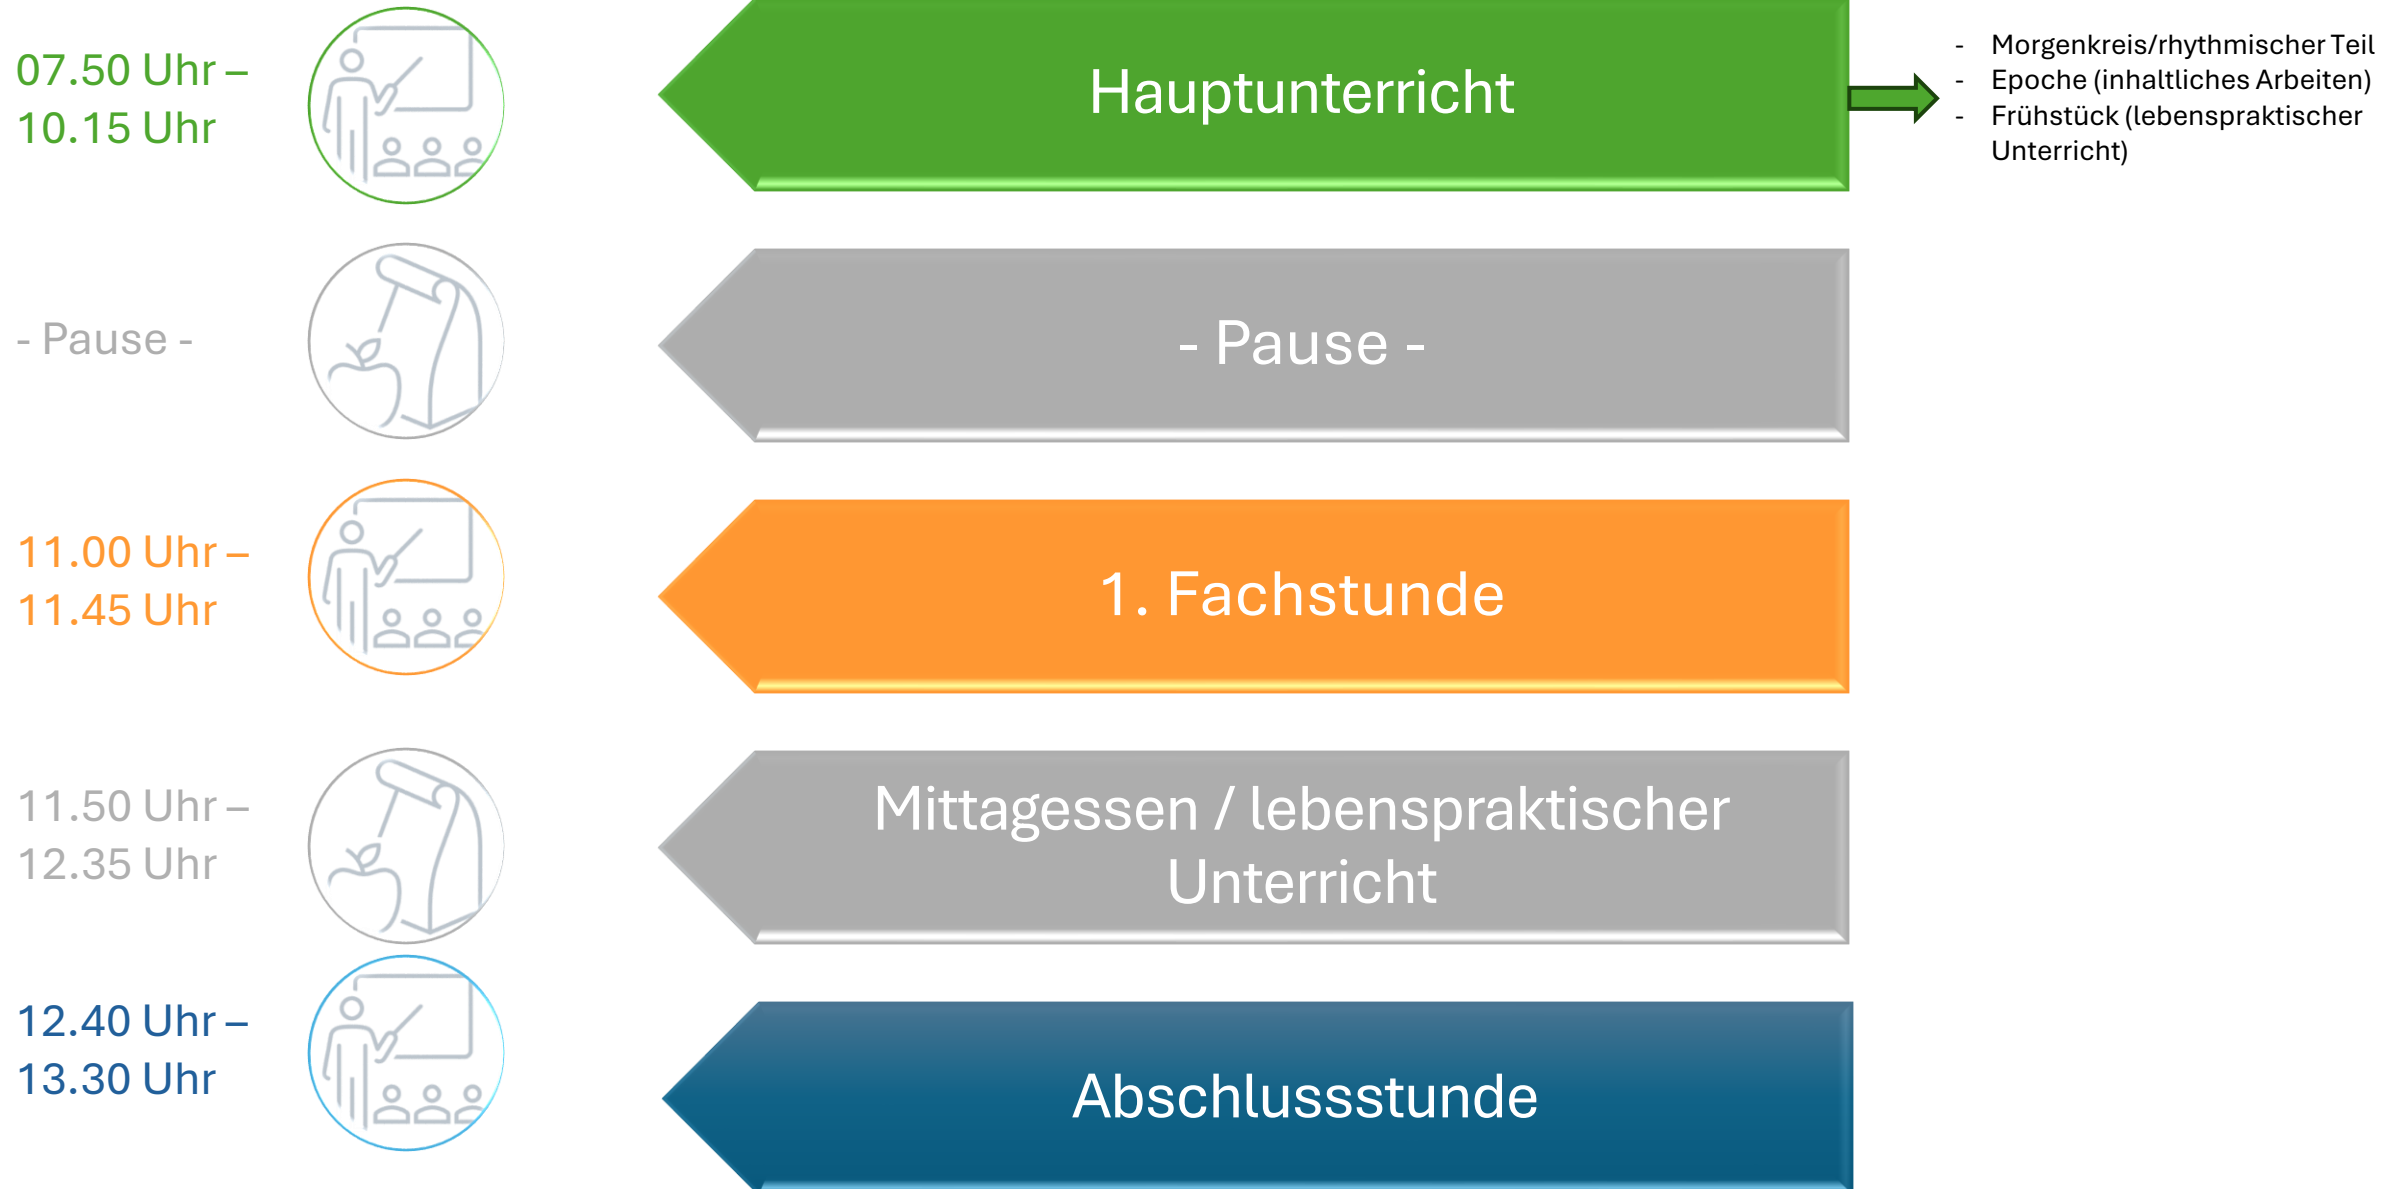 07.50 Uhr –
10.15 Uhr
Hauptunterricht
- Morgenkreis/rhythmischer Teil
- Epoche (inhaltliches Arbeiten)
- Frühstück (lebenspraktischer
Unterricht)
- Pause -
- Pause -
11.00 Uhr –
11.45 Uhr
1. Fachstunde
11.50 Uhr –
12.35 Uhr
Mittagessen / lebenspraktischer
Unterricht
12.40 Uhr –
13.30 Uhr
Abschlussstunde